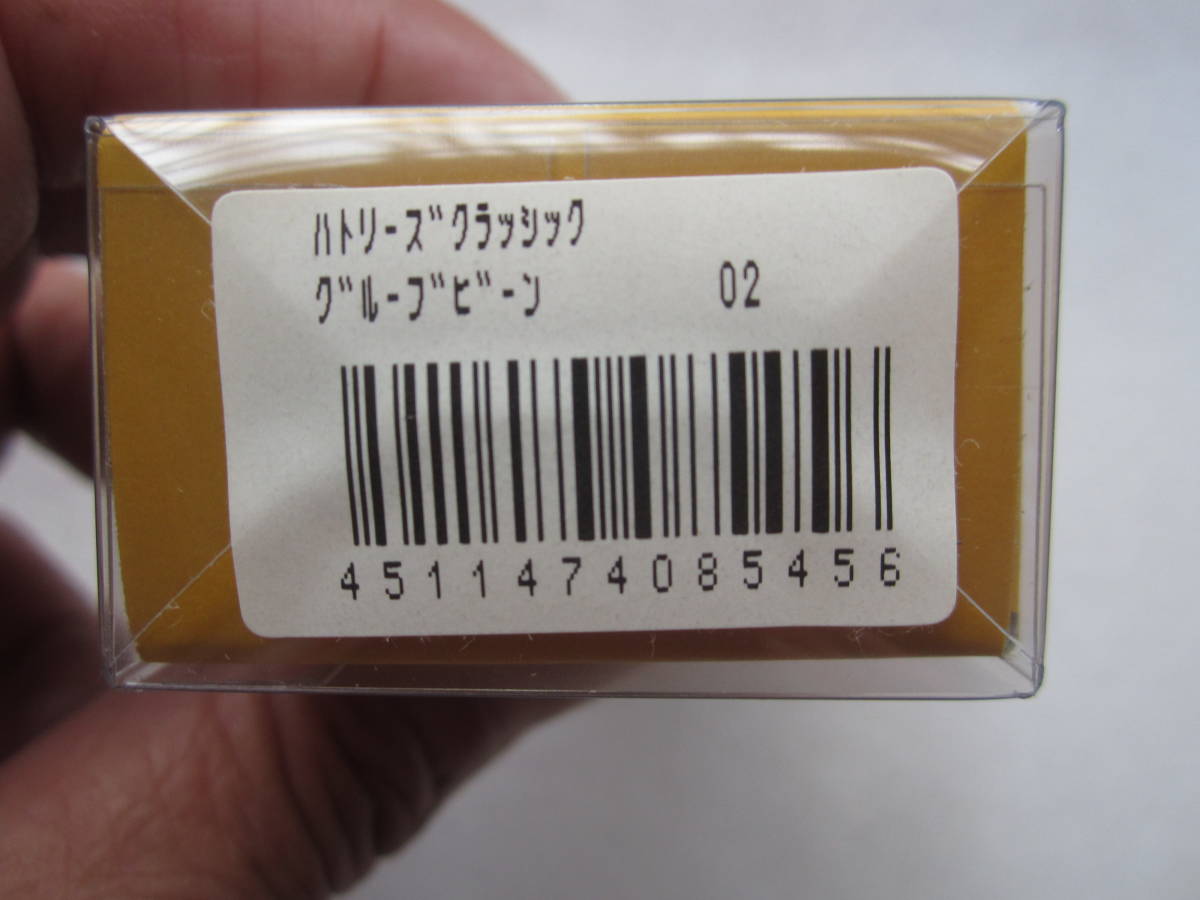 ﾊﾄﾘｰｽﾞｸﾗｯｼｯｸ
ｸﾞﾙｰﾌﾞﾋﾞｰﾝ 02
4511474085456